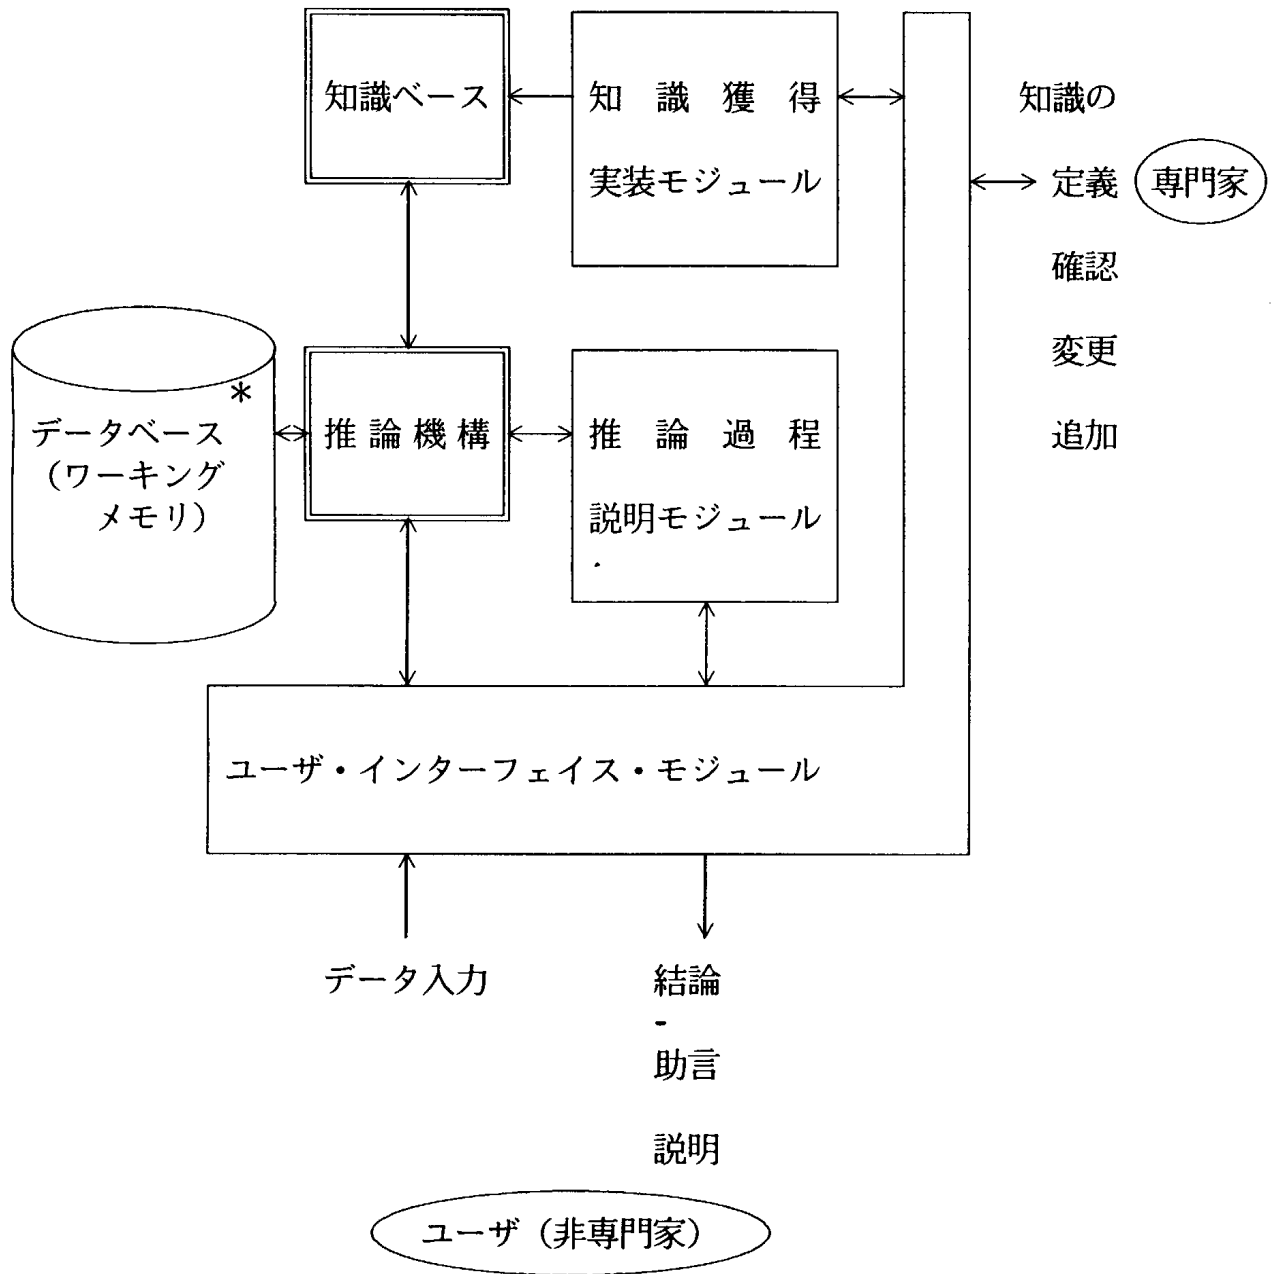 知識ベース
知識獲得
実装モジュール
知識の
定義
確認
変更
追加
専門家
*
データベース
(ワーキング
メモリ)
推論機構
推論過程
説明モジュール
ユーザ・インターフェイス・モジュール
データ入力
結論
助言
説明
ユーザ(非専門家)